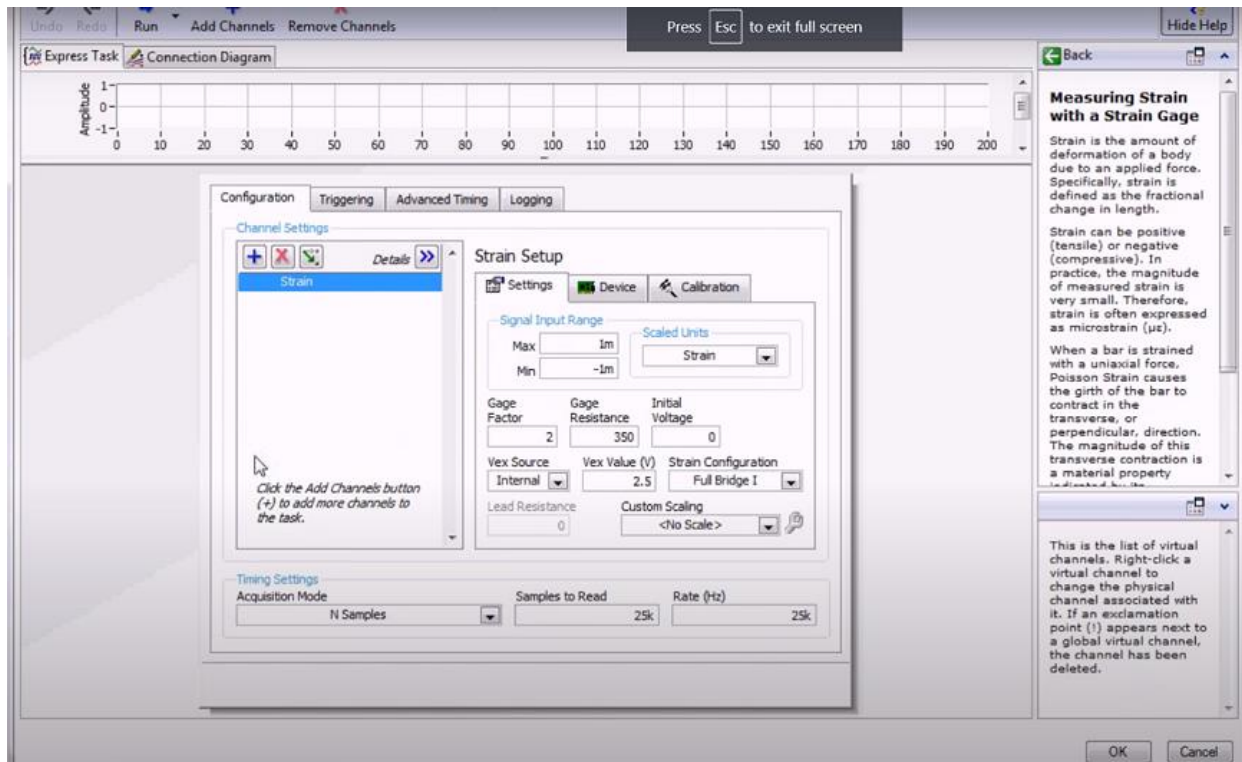 Undo Redo Run Add Channels Remove Channels
Press Esc to exit full screen
Hide Help
Express Task Connection Diagram
Back
Amplitude
1
0
-1
0 10 20 30 40 50 60 70 80 90 100 110 120 130 140 150 160 170 180 190 200
Configuration Triggering Advanced Timing Logging
Channel Settings
Details
Strain
Click the Add Channels button
(+) to add more channels to
the task.
Strain Setup
Settings Device Calibration
Signal Input Range
Max 1m
Min -1m
Scaled Units
Strain
Gage Factor Gage Resistance Initial Voltage
2 350 0
Vex Source Vex Value (V) Strain Configuration
Internal 2.5 Full Bridge I
Lead Resistance Custom Scaling
0 <No Scale>
Timing Settings
Acquisition Mode Samples to Read Rate (Hz)
N Samples 25k 25k
Measuring Strain
with a Strain Gage
Strain is the amount of
deformation of a body
due to an applied force.
Specifically, strain is
defined as the fractional
change in length.
Strain can be positive
(tensile) or negative
(compressive). In
practice, the magnitude
of measured strain is
very small. Therefore,
strain is often expressed
as microstrain (µε).
When a bar is strained
with a uniaxial force,
Poisson Strain causes
the girth of the bar to
contract in the
transverse, or
perpendicular, direction.
The magnitude of this
transverse contraction is
a material property
This is the list of virtual
channels. Right-click a
virtual channel to
change the physical
channel associated with
it. If an exclamation
point (!) appears next to
a global virtual channel,
the channel has been
deleted.
OK Cancel